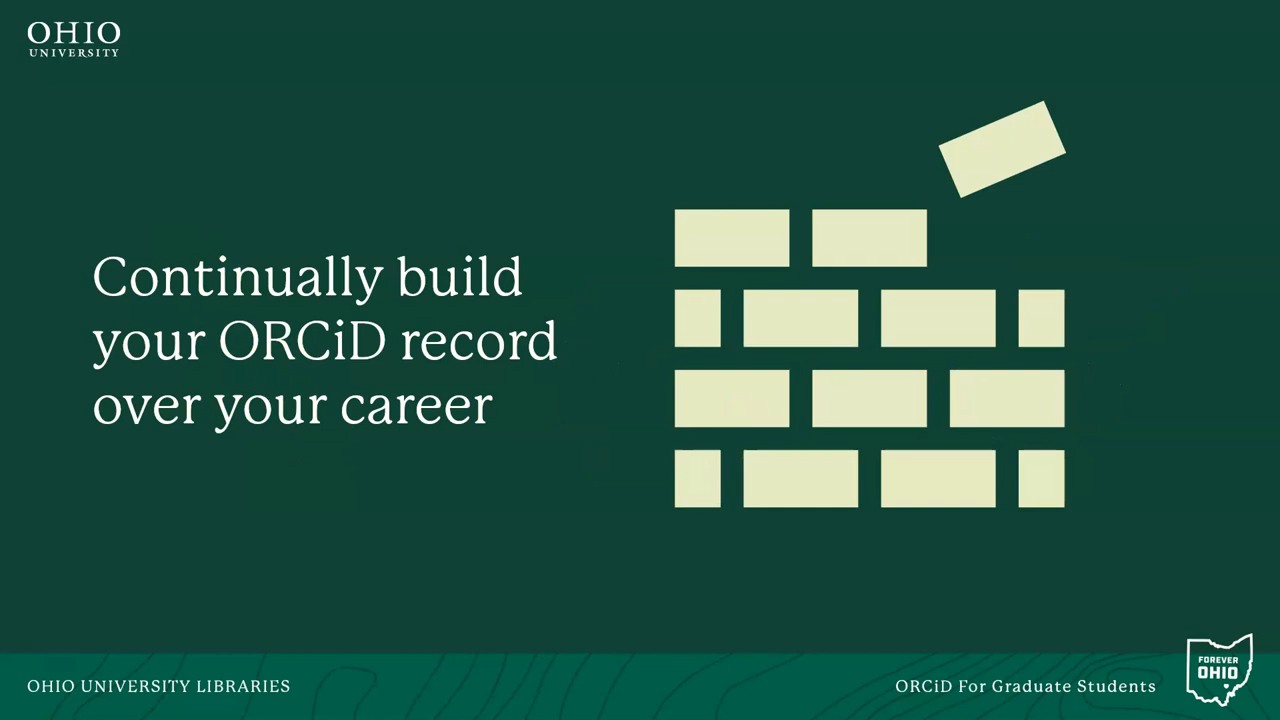 OHIO
UNIVERSITY
Continually build
your ORCiD record
over your career
OHIO UNIVERSITY LIBRARIES
ORCiD For Graduate Students
FOREVER
OHIO